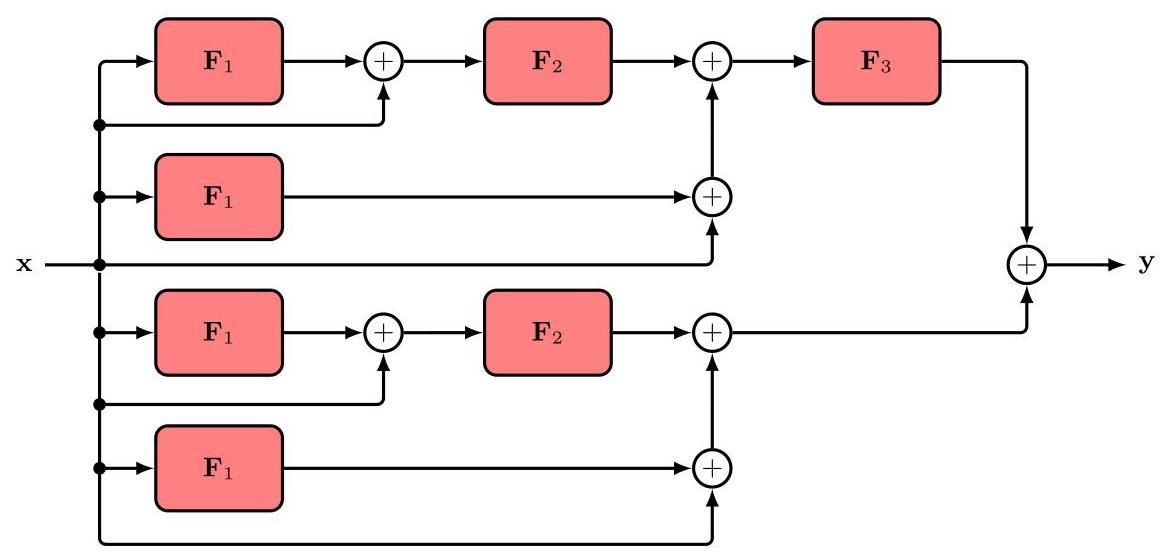 F₁ + F₂ + F₃
F₁ +
x + y
F₁ + F₂ +
F₁ +